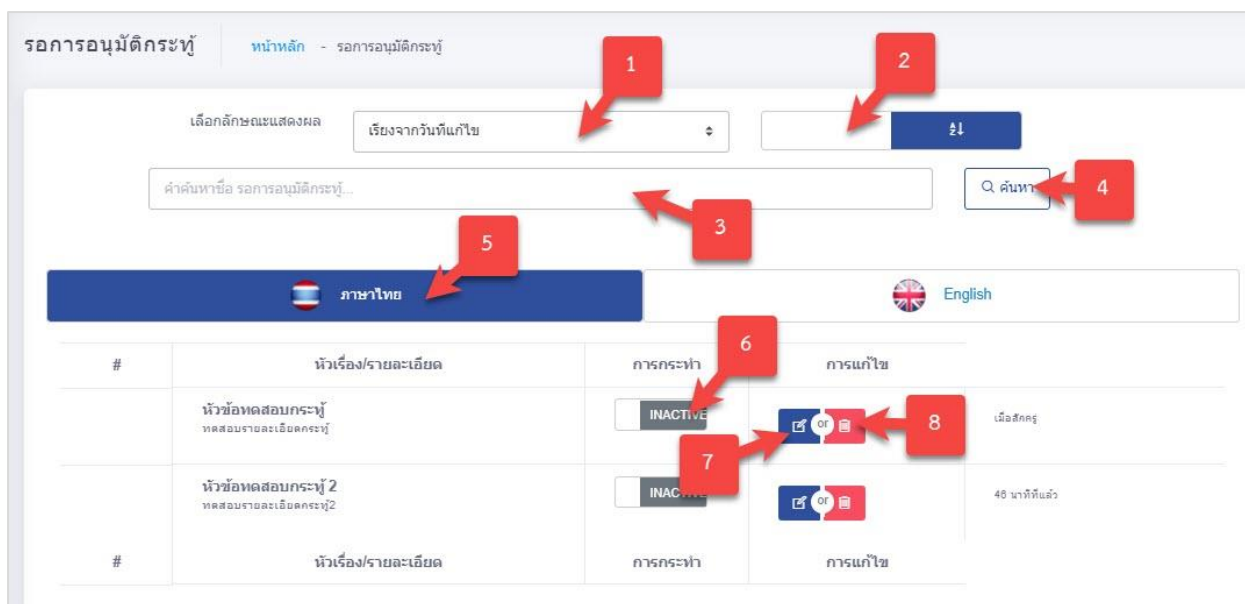 รอการอนุมัติกระทู้ หน้าหลัก - รอการอนุมัติกระทู้
1
2
เลือกลักษณะแสดงผล เรียงจากวันที่แก้ไข
คำค้นหาชื่อ รอการอนุมัติกระทู้... ค้นหา
4
3
5
ภาษาไทย English
6
# หัวเรื่อง/รายละเอียด การกระทำ การแก้ไข
หัวข้อทดสอบกระทู้ INACTIVE
ทดสอบรายละเอียดกระทู้ or 8 เมื่อสักครู่
7
หัวข้อทดสอบกระทู้ 2
ทดสอบรายละเอียดกระทู้2 or 46 นาทีที่แล้ว
# หัวเรื่อง/รายละเอียด การกระทำ การแก้ไข